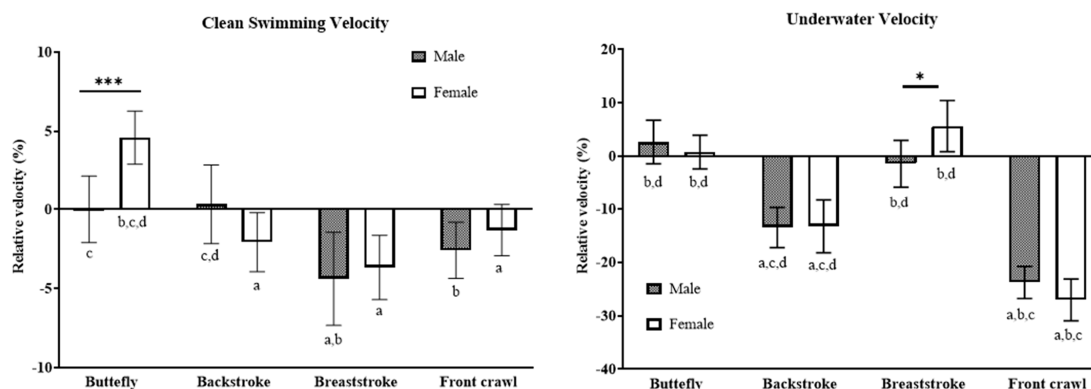 Clean Swimming Velocity
Male
Female
Relative velocity (%)
10
5
0
-5
-10
***
c
b,c,d
c,d
a
a,b
a
b
a
Buttefly
Backstroke
Breaststroke
Front crawl
Underwater Velocity
Relative velocity (%)
20
10
0
-10
-20
-30
-40
*
b,d
b,d
a,c,d
a,c,d
b,d
b,d
a,b,c
a,b,c
Male
Female
Buttefly
Backstroke
Breaststroke
Front crawl